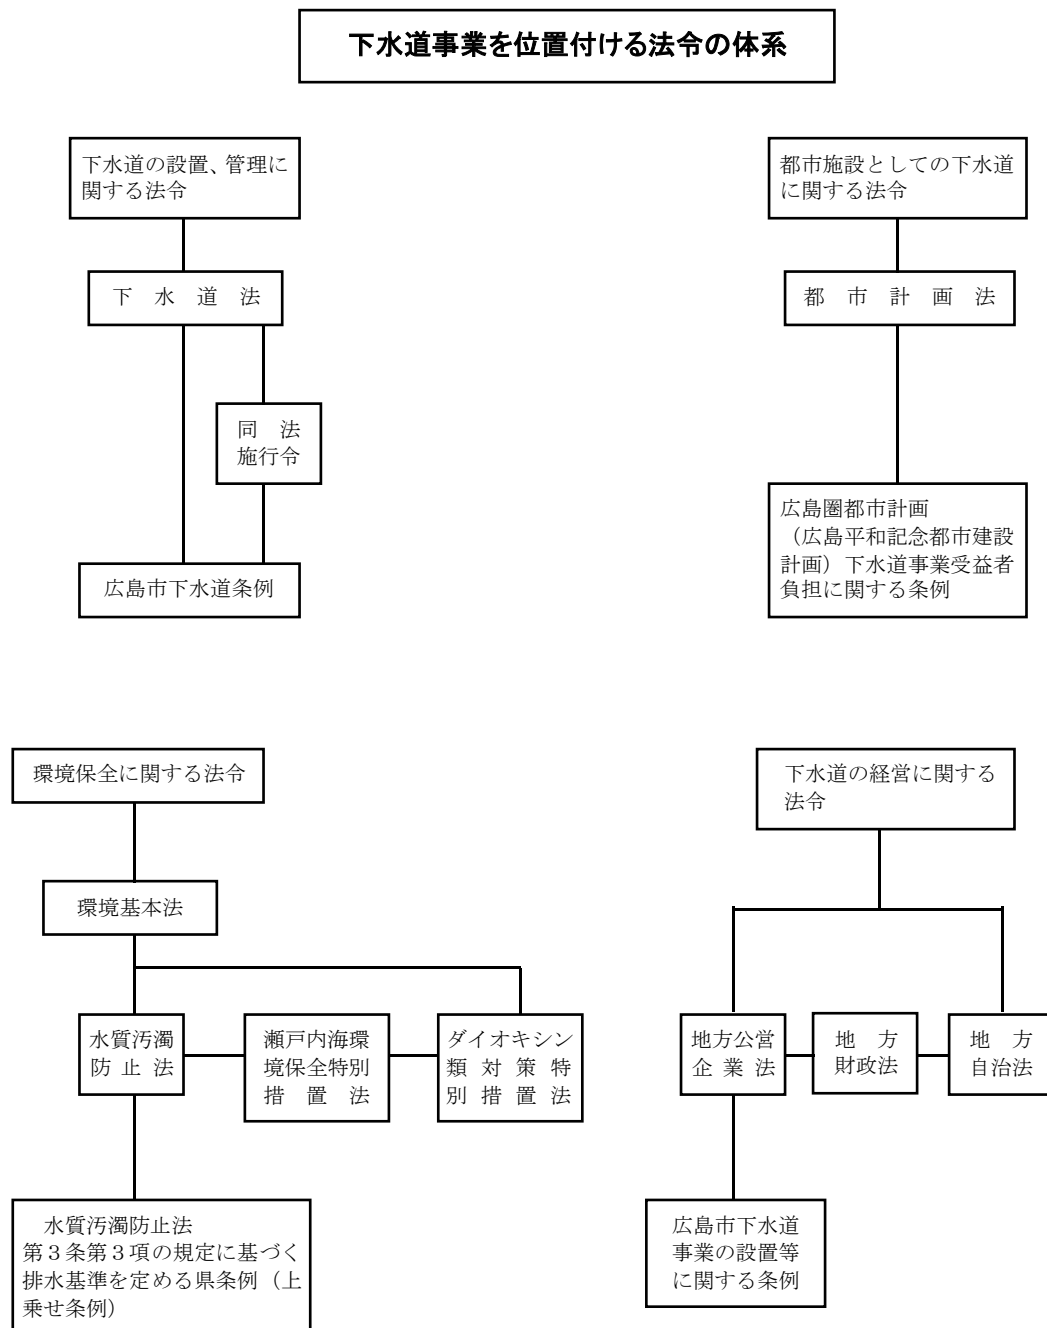 下水道事業を位置付ける法令の体系
下水道の設置、管理に
関する法令
都市施設としての下水道
に関する法令
下水道法
都市計画法
同法
施行令
広島市下水道条例
広島圏都市計画
（広島平和記念都市建設
計画）下水道事業受益者
負担に関する条例
環境保全に関する法令
下水道の経営に関する
法令
環境基本法
水質汚濁
防止法
瀬戸内海環
境保全特別
措置法
ダイオキシン
類対策特
別措置法
地方公営
企業法
地方
財政法
地方
自治法
水質汚濁防止法
第３条第３項の規定に基づく
排水基準を定める県条例（上
乗せ条例）
広島市下水道
事業の設置等
に関する条例